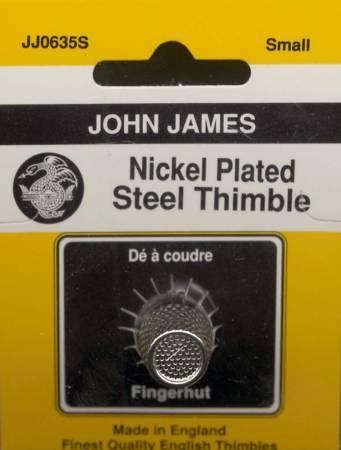 JJ0635S Small
JOHN JAMES
Nickel Plated
Steel Thimble
Dé à coudre
Fingerhut
Made in England
Finest Quality English Thimbles